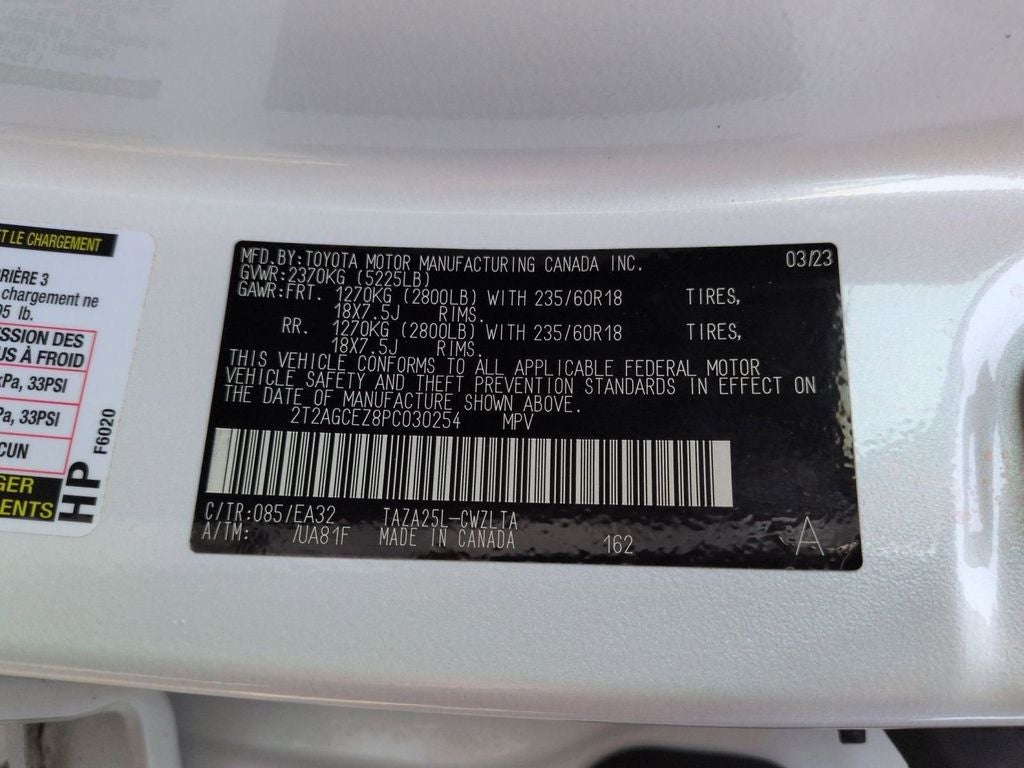 ET LE CHARGEMENT
RIÈRE 3
chargement ne
95 lb.
ESSION DES
US À FROID
kPa, 33PSI
Pa, 33PSI
CUN
GER
EMENTS
HP
F6020
MFD.BY:TOYOTA MOTOR MANUFACTURING CANADA INC. 03/23
GVWR:2370KG (5225LB)
GAWR:FRT. 1270KG (2800LB) WITH 235/60R18 TIRES,
18X7.5J RIMS.
RR. 1270KG (2800LB) WITH 235/60R18 TIRES,
18X7.5J RIMS.
THIS VEHICLE CONFORMS TO ALL APPLICABLE FEDERAL MOTOR
VEHICLE SAFETY AND THEFT PREVENTION STANDARDS IN EFFECT ON
THE DATE OF MANUFACTURE SHOWN ABOVE.
2T2AGCEZ8PC030254 MPV
C/TR:085/EA32 TAZA25L-CWZLTA
A/TM: /UA81F MADE IN CANADA 162 A